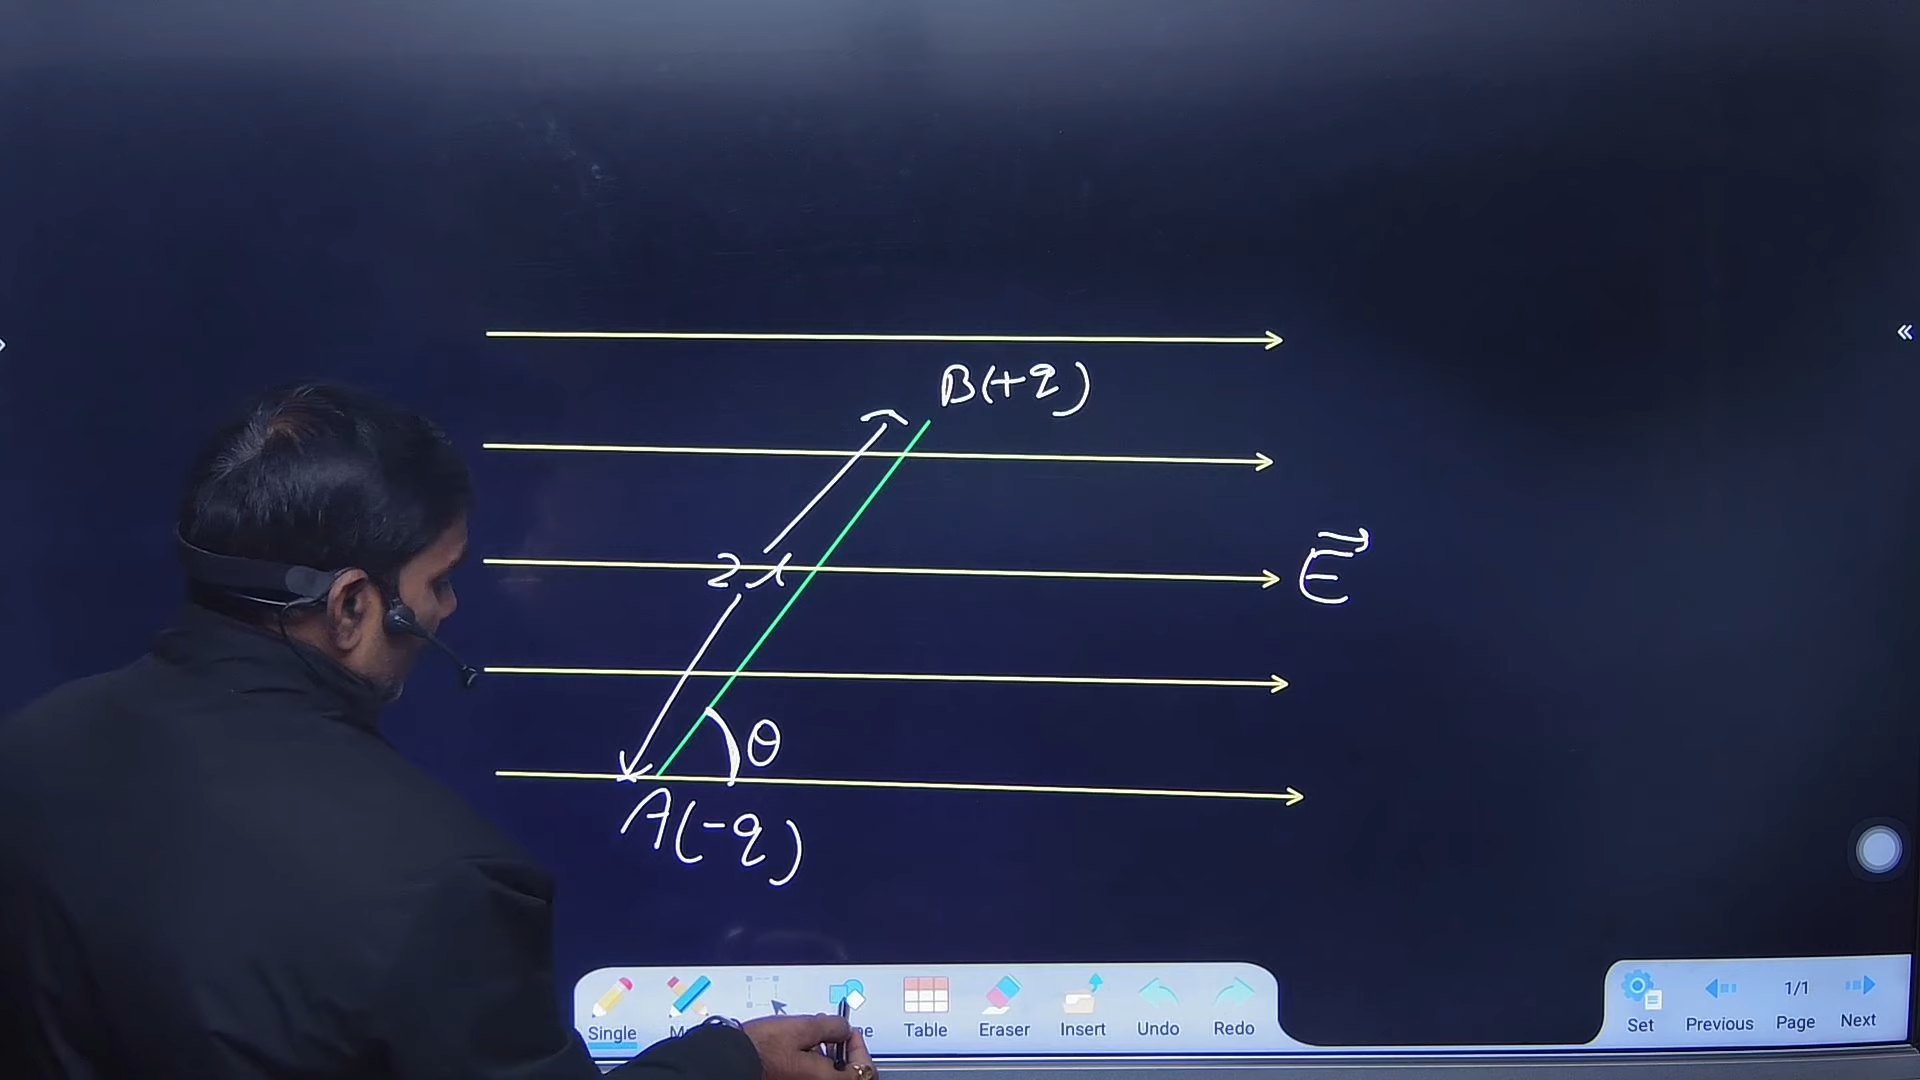 B(+q)
2l
E
θ
A(-q)
Single
Table
Eraser
Insert
Undo
Redo
Set
Previous
1/1
Page
Next